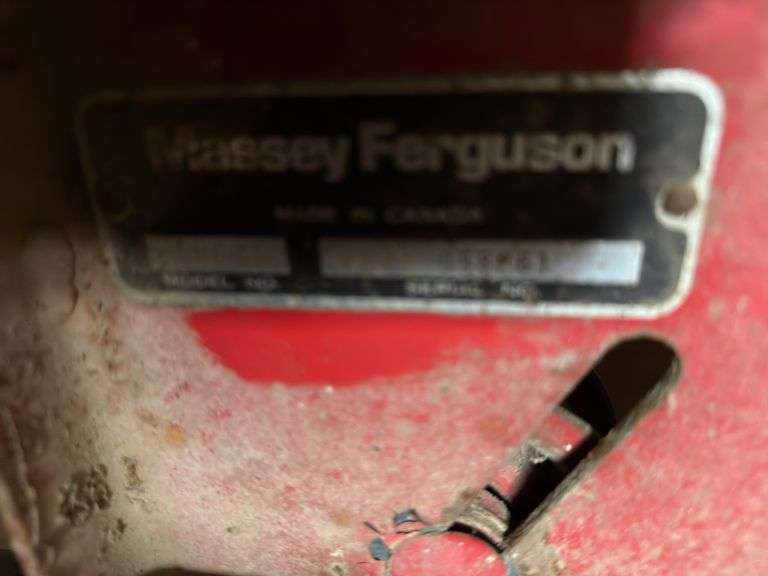 Massey Ferguson
MADE IN CANADA
MODEL NO. SERIAL NO.